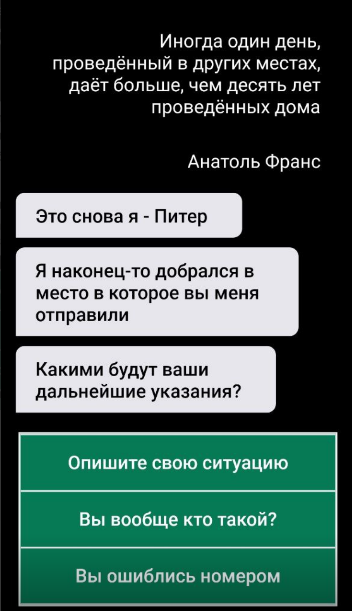 Иногда один день,
проведённый в других местах,
даёт больше, чем десять лет
проведённых дома
Анатоль Франс
Это снова я - Питер
Я наконец-то добрался в
место в которое вы меня
отправили
Какими будут ваши
дальнейшие указания?
Опишите свою ситуацию
Вы вообще кто такой?
Вы ошиблись номером